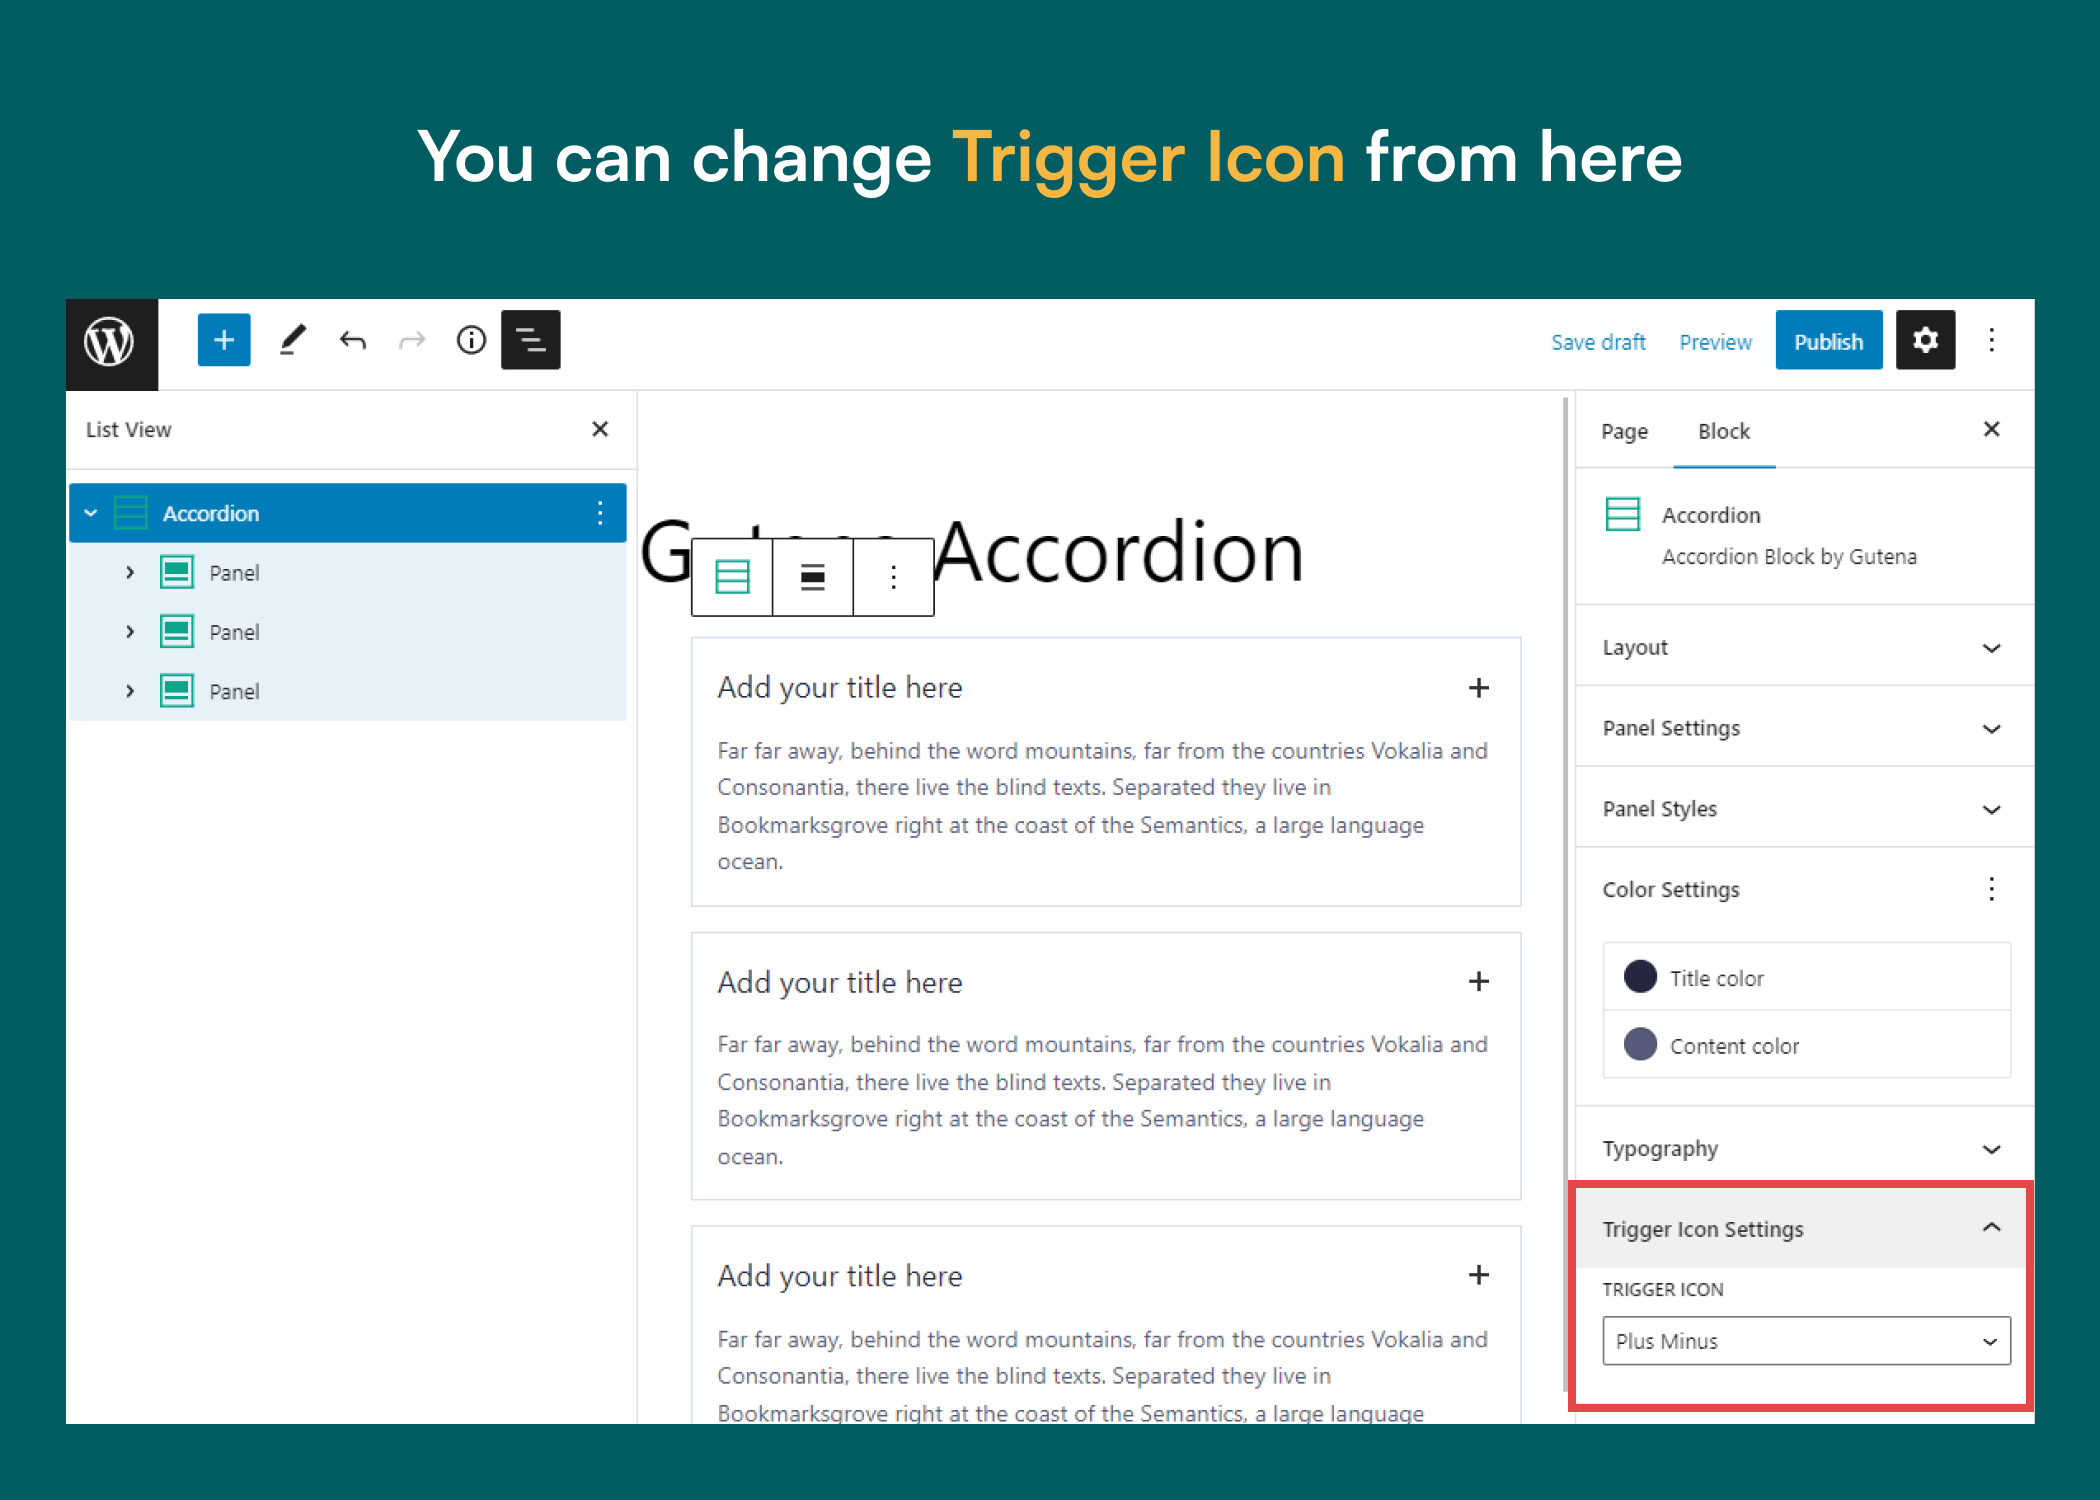 You can change Trigger Icon from here
Save draft
Preview
Publish
List View
Page
Block
Accordion
Panel
Panel
Panel
Accordion
Add your title here
Far far away, behind the word mountains, far from the countries Vokalia and
Consonantia, there live the blind texts. Separated they live in
Bookmarksgrove right at the coast of the Semantics, a large language
ocean.
Add your title here
Far far away, behind the word mountains, far from the countries Vokalia and
Consonantia, there live the blind texts. Separated they live in
Bookmarksgrove right at the coast of the Semantics, a large language
ocean.
Add your title here
Far far away, behind the word mountains, far from the countries Vokalia and
Consonantia, there live the blind texts. Separated they live in
Bookmarksgrove right at the coast of the Semantics, a large language
Accordion
Accordion Block by Gutena
Layout
Panel Settings
Panel Styles
Color Settings
Title color
Content color
Typography
Trigger Icon Settings
TRIGGER ICON
Plus Minus